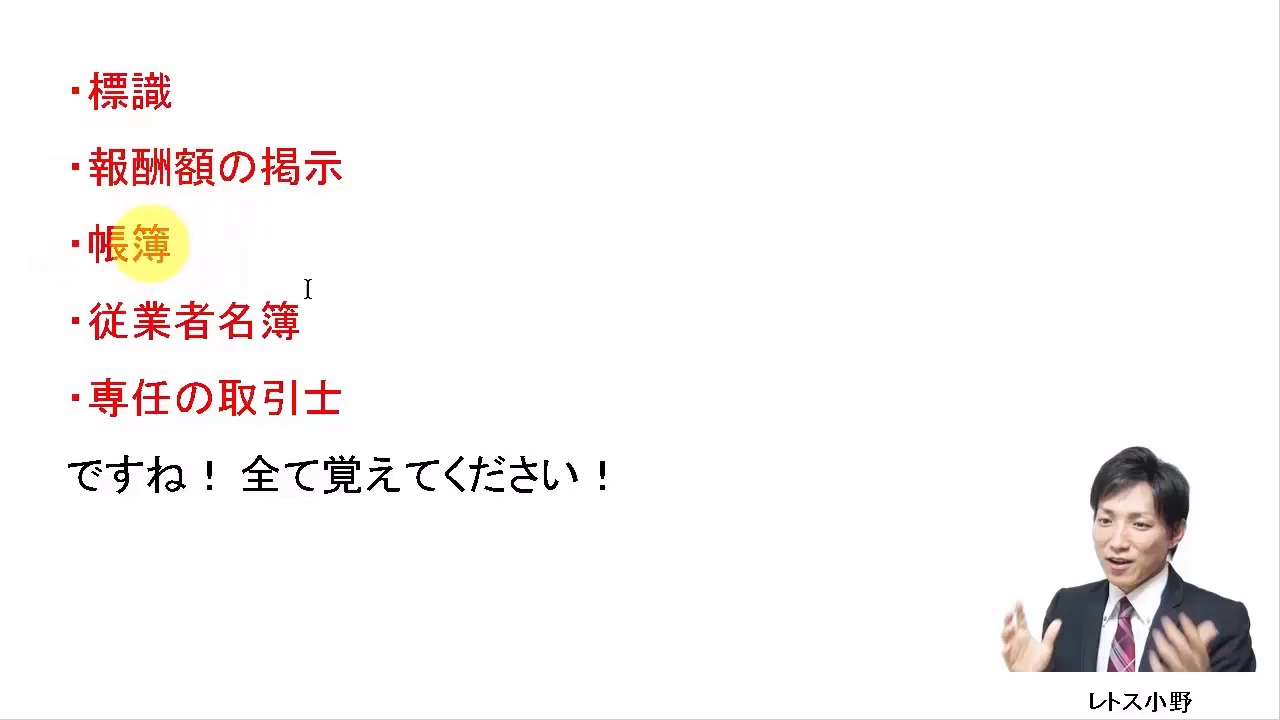 ・標識
・報酬額の掲示
・帳簿
・従業者名簿
・専任の取引士
ですね！ 全て覚えてください！
レトス小野